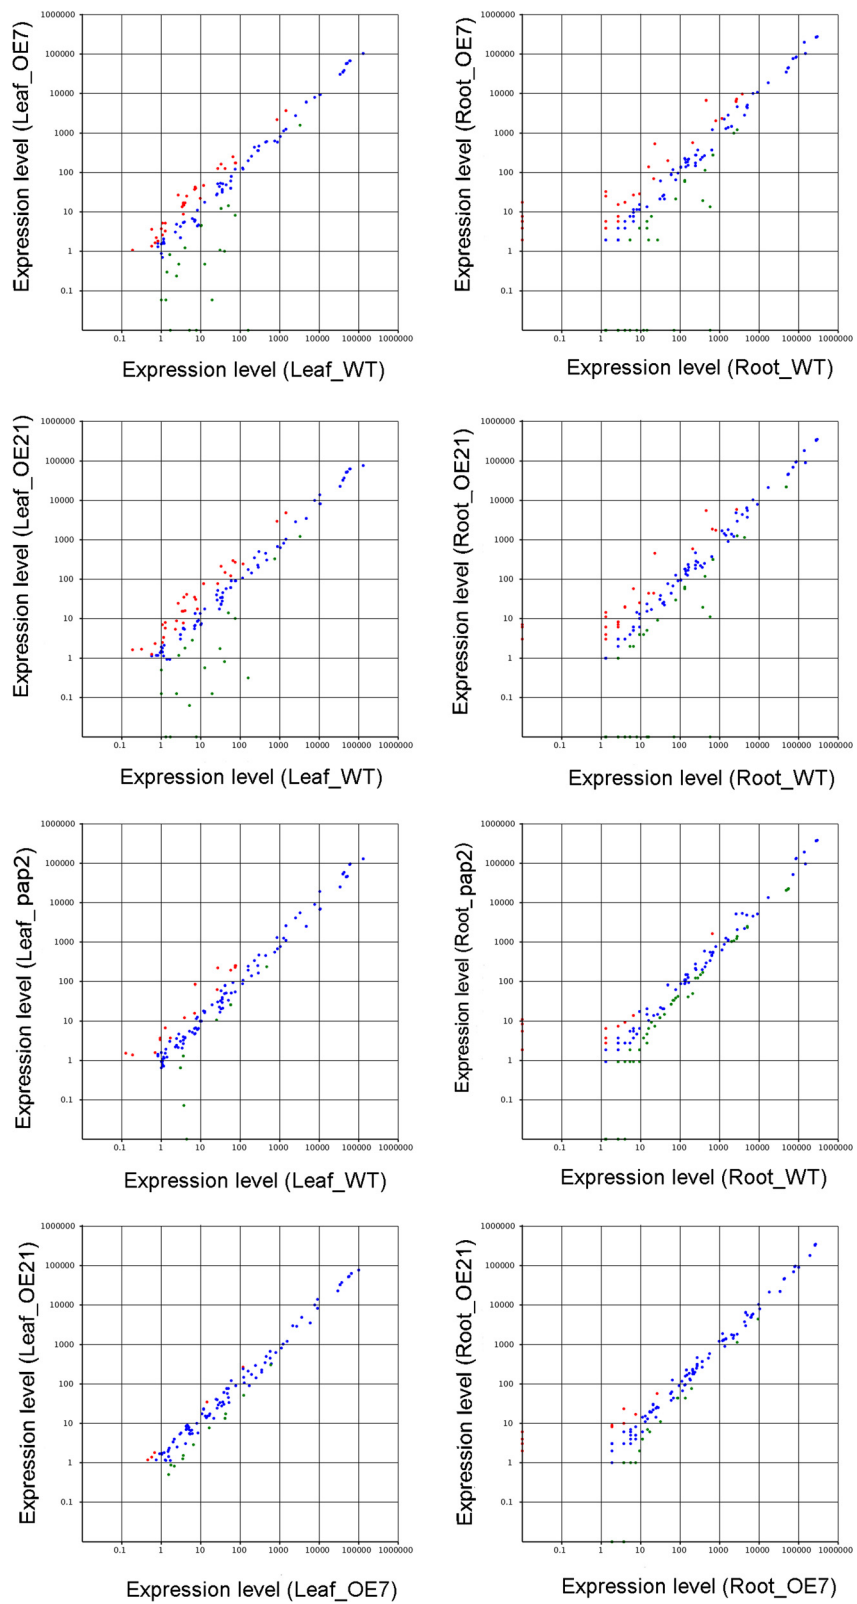 Expression level (Leaf_OE7)
1000000
100000
10000
1000
100
10
1
0.1
0.1 1 10 100 1000 10000 100000 1000000
Expression level (Leaf_WT)
Expression level (Root_OE7)
1000000
100000
10000
1000
100
10
1
0.1
0.1 1 10 100 1000 10000 100000 1000000
Expression level (Root_WT)
Expression level (Leaf_OE21)
1000000
100000
10000
1000
100
10
1
0.1
0.1 1 10 100 1000 10000 100000 1000000
Expression level (Leaf_WT)
Expression level (Root_OE21)
1000000
100000
10000
1000
100
10
1
0.1
0.1 1 10 100 1000 10000 100000 1000000
Expression level (Root_WT)
Expression level (Leaf_pap2)
1000000
100000
10000
1000
100
10
1
0.1
0.1 1 10 100 1000 10000 100000 1000000
Expression level (Leaf_WT)
Expression level (Root_pap2)
1000000
100000
10000
1000
100
10
1
0.1
0.1 1 10 100 1000 10000 100000 1000000
Expression level (Root_WT)
Expression level (Leaf_OE21)
1000000
100000
10000
1000
100
10
1
0.1
0.1 1 10 100 1000 10000 100000 1000000
Expression level (Leaf_OE7)
Expression level (Root_OE21)
1000000
100000
10000
1000
100
10
1
0.1
0.1 1 10 100 1000 10000 100000 1000000
Expression level (Root_OE7)